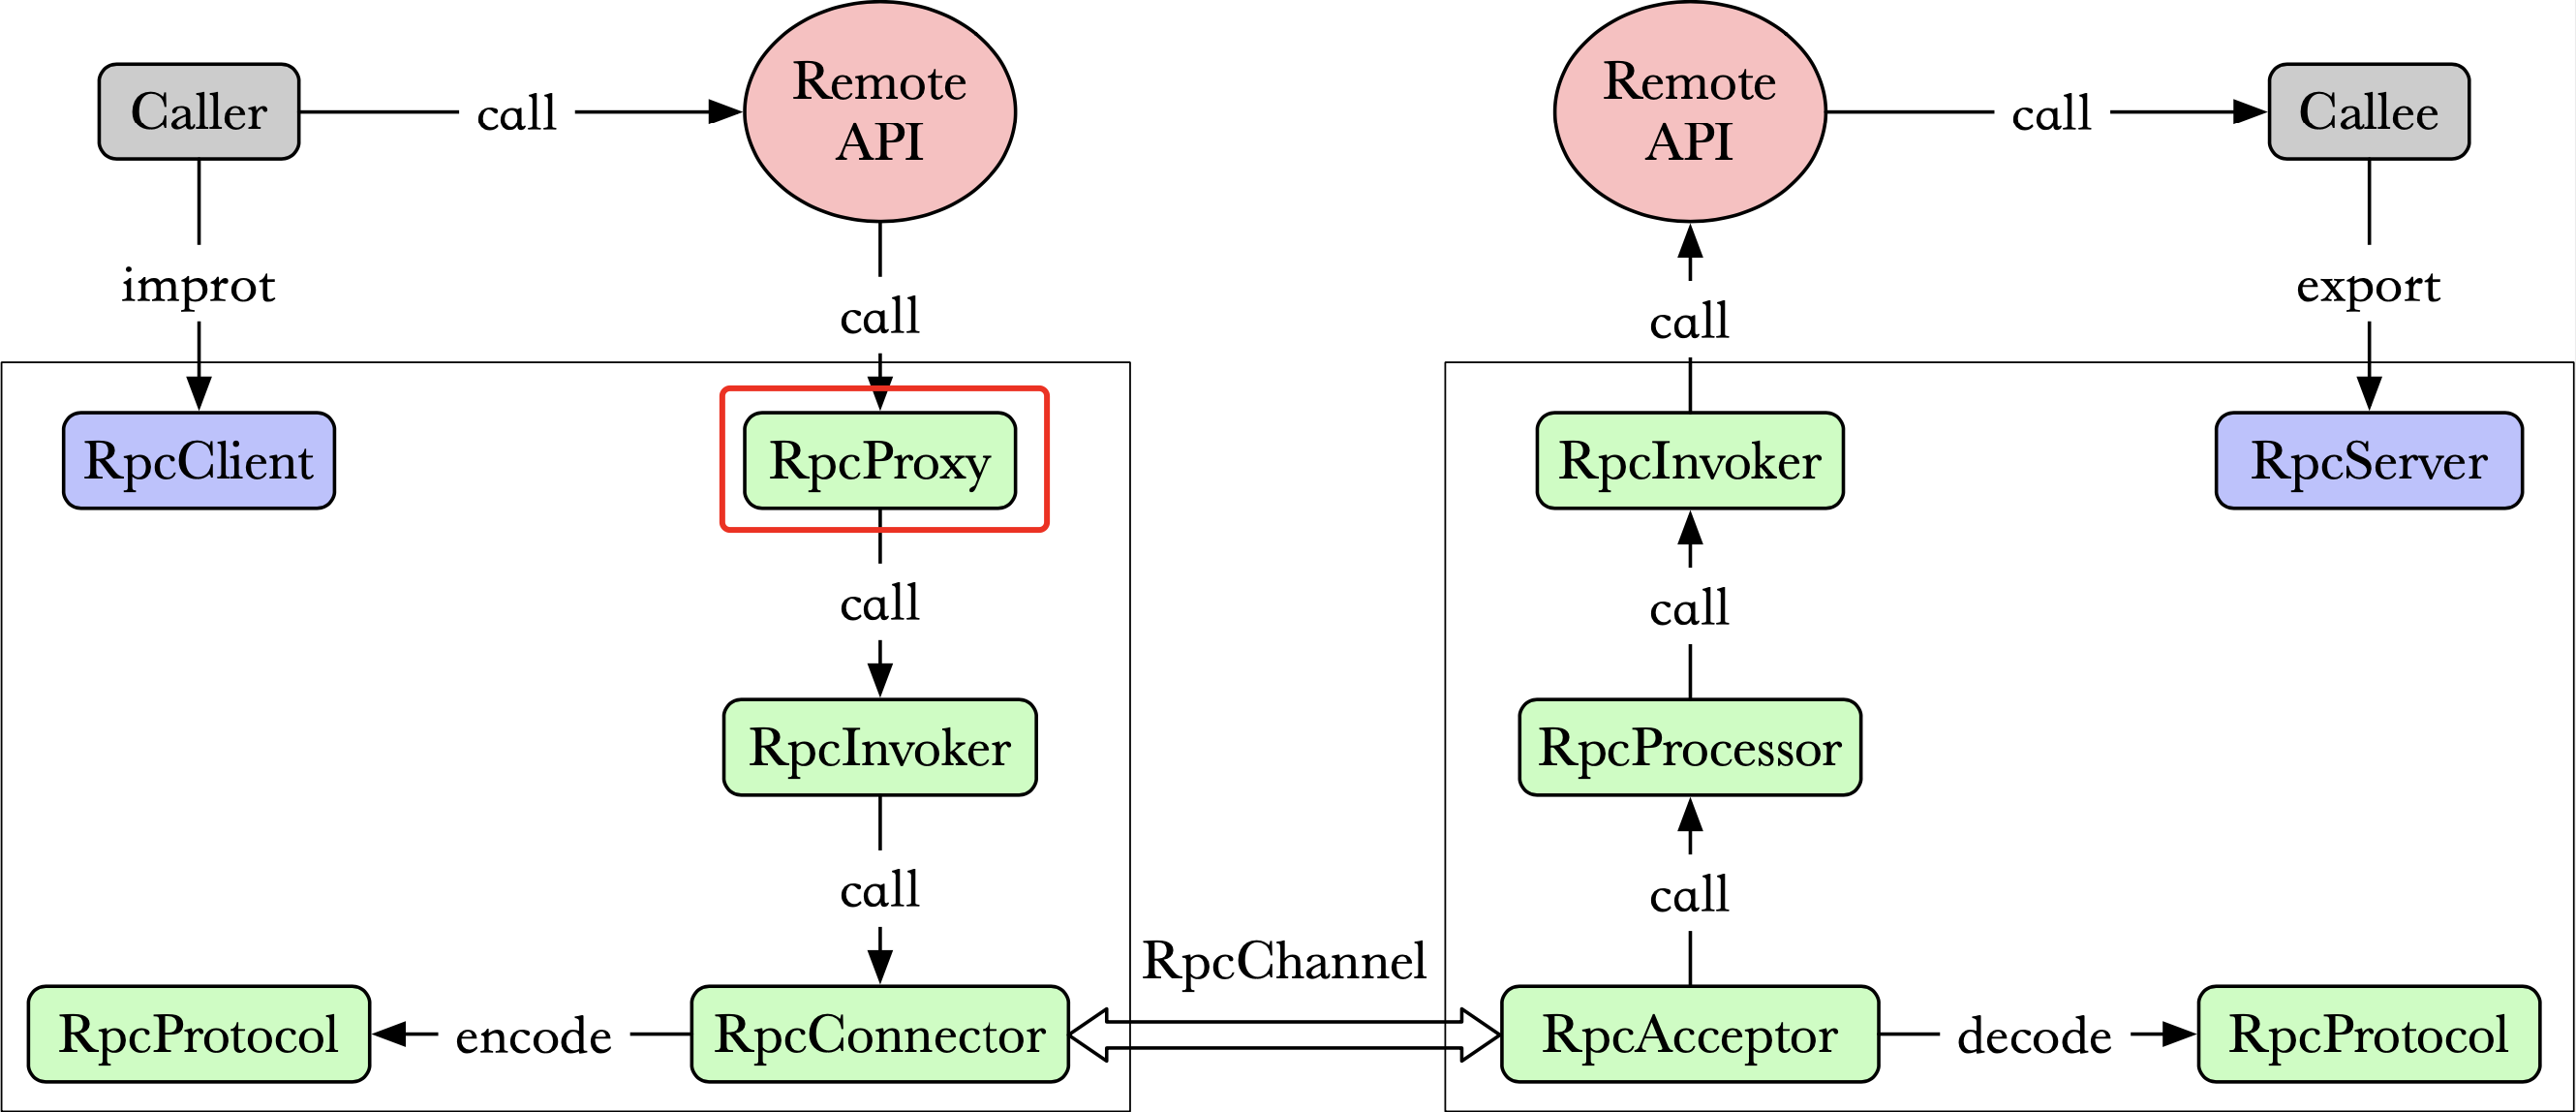 Caller
call
Remote
API
Remote
API
call
Callee
improt
call
call
export
RpcClient
RpcProxy
RpcInvoker
RpcServer
call
call
RpcInvoker
RpcProcessor
call
call
RpcChannel
RpcProtocol
encode
RpcConnector
RpcAcceptor
decode
RpcProtocol